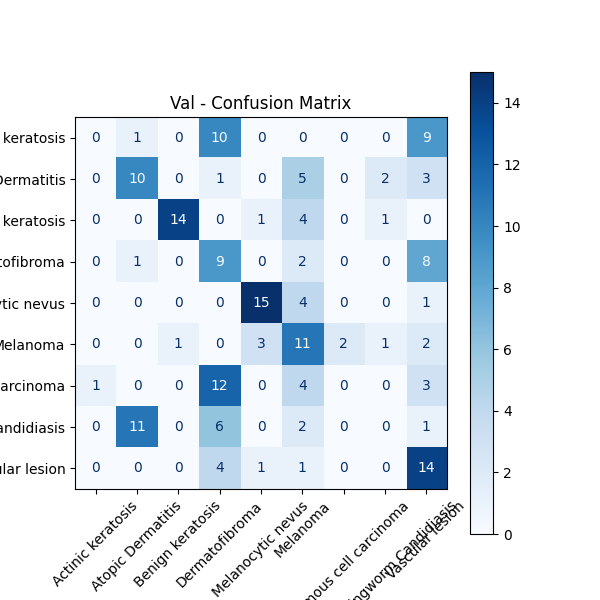 Val - Confusion Matrix
keratosis 0 1 0 10 0 0 0 0 9
Dermatitis 0 10 0 1 0 5 0 2 3
keratosis 0 0 14 0 1 4 0 1 0
tofibroma 0 1 0 9 0 2 0 0 8
ytic nevus 0 0 0 0 15 4 0 0 1
Melanoma 0 0 1 0 3 11 2 1 2
arcinoma 1 0 0 12 0 4 0 0 3
andidiasis 0 11 0 6 0 2 0 0 1
ular lesion 0 0 0 4 1 1 0 0 14
Actinic keratosis
Atopic Dermatitis
Benign keratosis
Dermatofibroma
Melanocytic nevus
Melanoma
mous cell carcinoma
ngworm Candidiasis
Vascular lesion
14
12
10
8
6
4
2
0